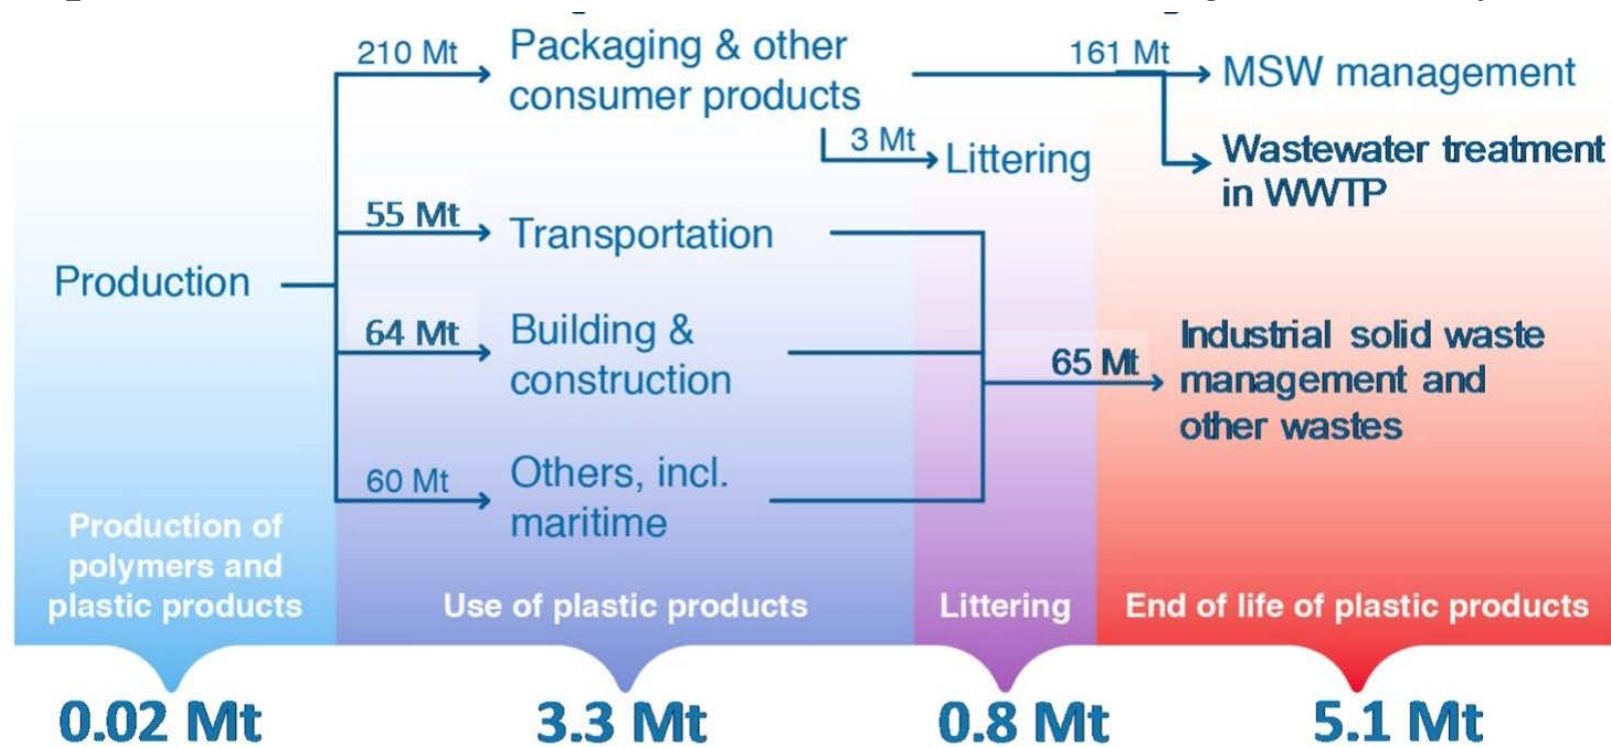 210 Mt
Packaging & other
consumer products
161 Mt
MSW management
3 Mt
Littering
Wastewater treatment
in WWTP
55 Mt
Transportation
Production
64 Mt
Building &
construction
65 Mt
Industrial solid waste
management and
other wastes
60 Mt
Others, incl.
maritime
Production of
polymers and
plastic products
Use of plastic products
Littering
End of life of plastic products
0.02 Mt
3.3 Mt
0.8 Mt
5.1 Mt